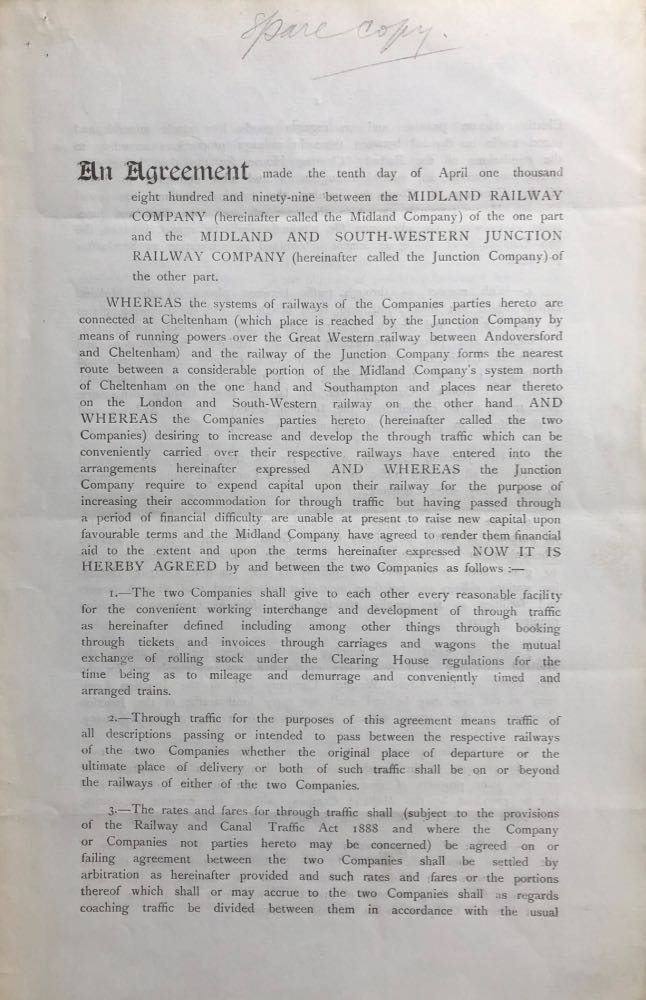 Spare copy.
An Agreement made the tenth day of April one thousand
eight hundred and ninety-nine between the MIDLAND RAILWAY
COMPANY (hereinafter called the Midland Company) of the one part
and the MIDLAND AND SOUTH-WESTERN JUNCTION
RAILWAY COMPANY (hereinafter called the Junction Company) of
the other part.
WHEREAS the systems of railways of the Companies parties hereto are
connected at Cheltenham (which place is reached by the Junction Company by
means of running powers over the Great Western railway between Andoversford
and Cheltenham) and the railway of the Junction Company forms the nearest
route between a considerable portion of the Midland Company's system north
of Cheltenham on the one hand and Southampton and places near thereto
on the London and South-Western railway on the other hand AND
WHEREAS the Companies parties hereto (hereinafter called the two
Companies) desiring to increase and develop the through traffic which can be
conveniently carried over their respective railways have entered into the
arrangements hereinafter expressed AND WHEREAS the Junction
Company require to expend capital upon their railway for the purpose of
increasing their accommodation for through traffic but having passed through
a period of financial difficulty are unable at present to raise new capital upon
favourable terms and the Midland Company have agreed to render them financial
aid to the extent and upon the terms hereinafter expressed NOW IT IS
HEREBY AGREED by and between the two Companies as follows :—
1.—The two Companies shall give to each other every reasonable facility
for the convenient working interchange and development of through traffic
as hereinafter defined including among other things through booking
through tickets and invoices through carriages and wagons the mutual
exchange of rolling stock under the Clearing House regulations for the
time being as to mileage and demurrage and conveniently timed and
arranged trains.
2.—Through traffic for the purposes of this agreement means traffic of
all descriptions passing or intended to pass between the respective railways
of the two Companies whether the original place of departure or the
ultimate place of delivery or both of such traffic shall be on or beyond
the railways of either of the two Companies.
3.—The rates and fares for through traffic shall (subject to the provisions
of the Railway and Canal Traffic Act 1888 and where the Company
or Companies not parties hereto may be concerned) be agreed on or
failing agreement between the two Companies shall be settled by
arbitration as hereinafter provided and such rates and fares or the portions
thereof which shall or may accrue to the two Companies shall as regards
coaching traffic be divided between them in accordance with the usual